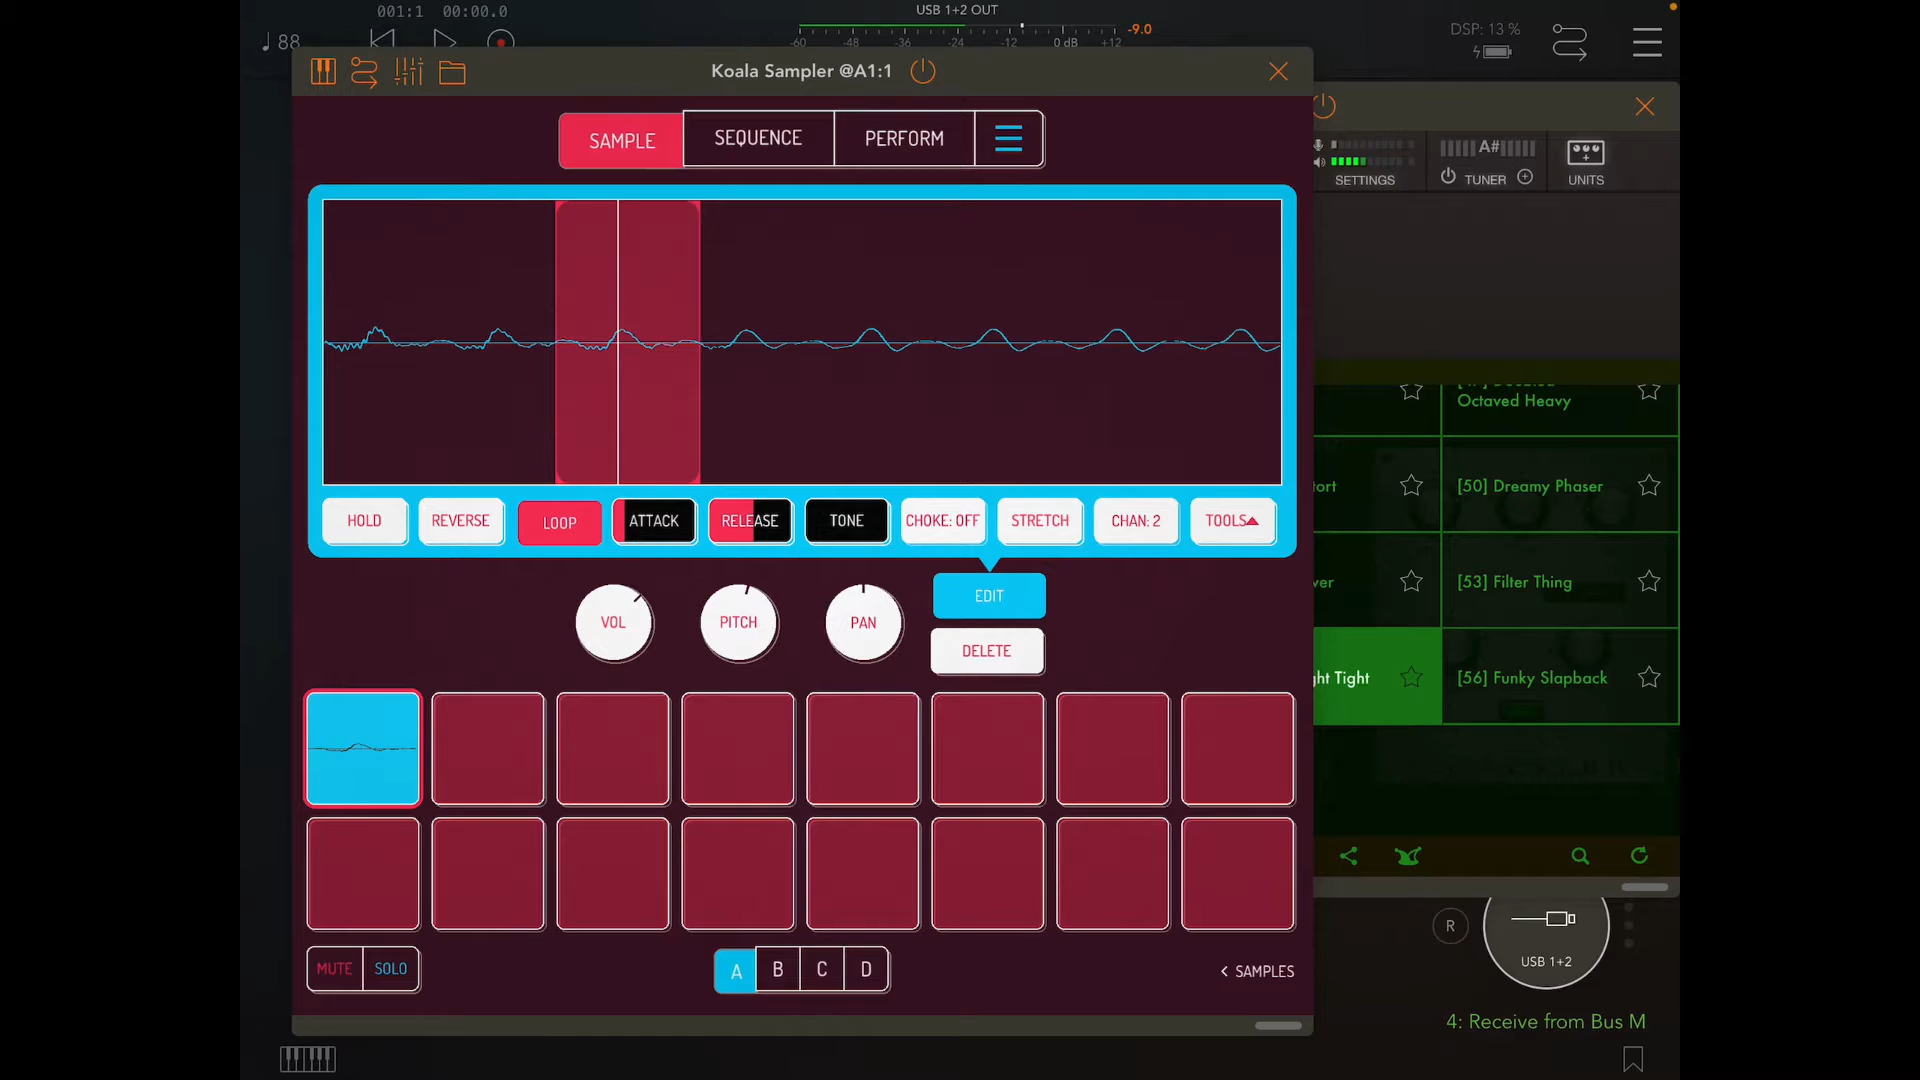 001:1 00:00.0
USB 1+2 OUT
88
-60 -48 -36 -24 -12 0 dB +12
-9.0
DSP: 13 %
Koala Sampler @A1:1
SAMPLE SEQUENCE PERFORM
A#
SETTINGS TUNER UNITS
Octaved Heavy
[50] Dreamy Phaser
HOLD REVERSE LOOP ATTACK RELEASE TONE CHOKE: OFF STRETCH CHAN: 2 TOOLS
[53] Filter Thing
EDIT
VOL PITCH PAN
DELETE
ht Tight [56] Funky Slapback
MUTE SOLO A B C D < SAMPLES
R
USB 1+2
4: Receive from Bus M